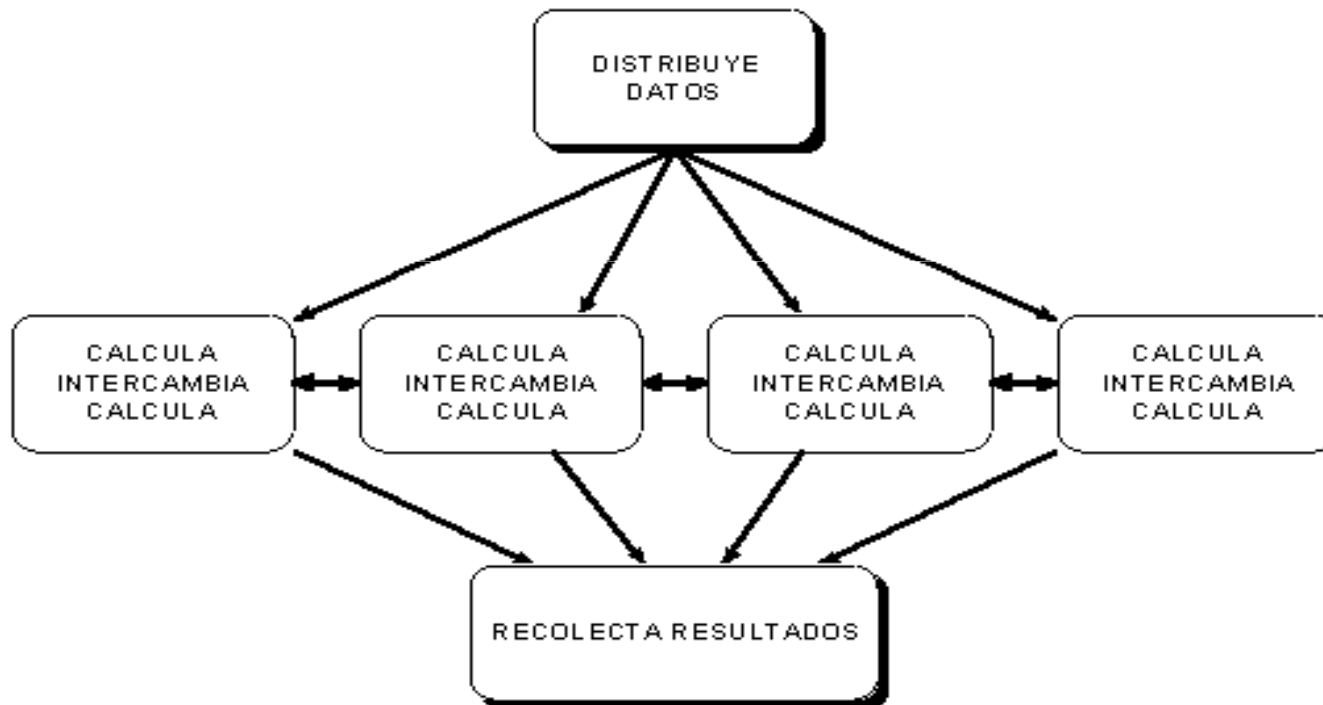 DISTRIBUYE
DATOS
CALCULA
INTERCAMBIA
CALCULA
CALCULA
INTERCAMBIA
CALCULA
CALCULA
INTERCAMBIA
CALCULA
CALCULA
INTERCAMBIA
CALCULA
RECOLECTA RESULTADOS